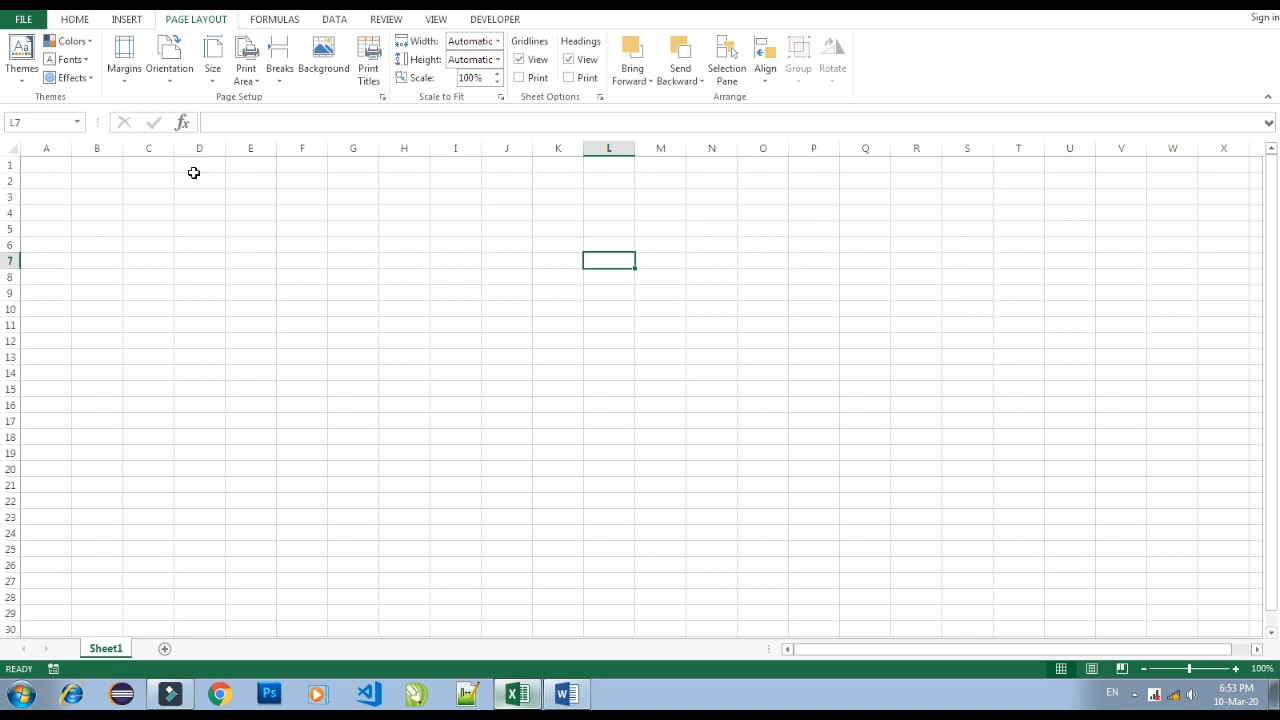 FILE HOME INSERT PAGE LAYOUT FORMULAS DATA REVIEW VIEW DEVELOPER Sign in
Themes Colors Fonts Effects Themes
Margins Orientation Size Print Area Breaks Background Print Titles Page Setup
Width: Automatic
Height: Automatic
Scale: 100%
Scale to Fit
Gridlines Headings
View View
Print Print
Sheet Options
Bring Forward Send Backward Selection Pane Align Group Rotate
Arrange
L7 fx
A B C D E F G H I J K L M N O P Q R S T U V W X
1
2
3
4
5
6
7
8
9
10
11
12
13
14
15
16
17
18
19
20
21
22
23
24
25
26
27
28
29
30
Sheet1
READY 100%
EN 6:53 PM
10-Mar-20